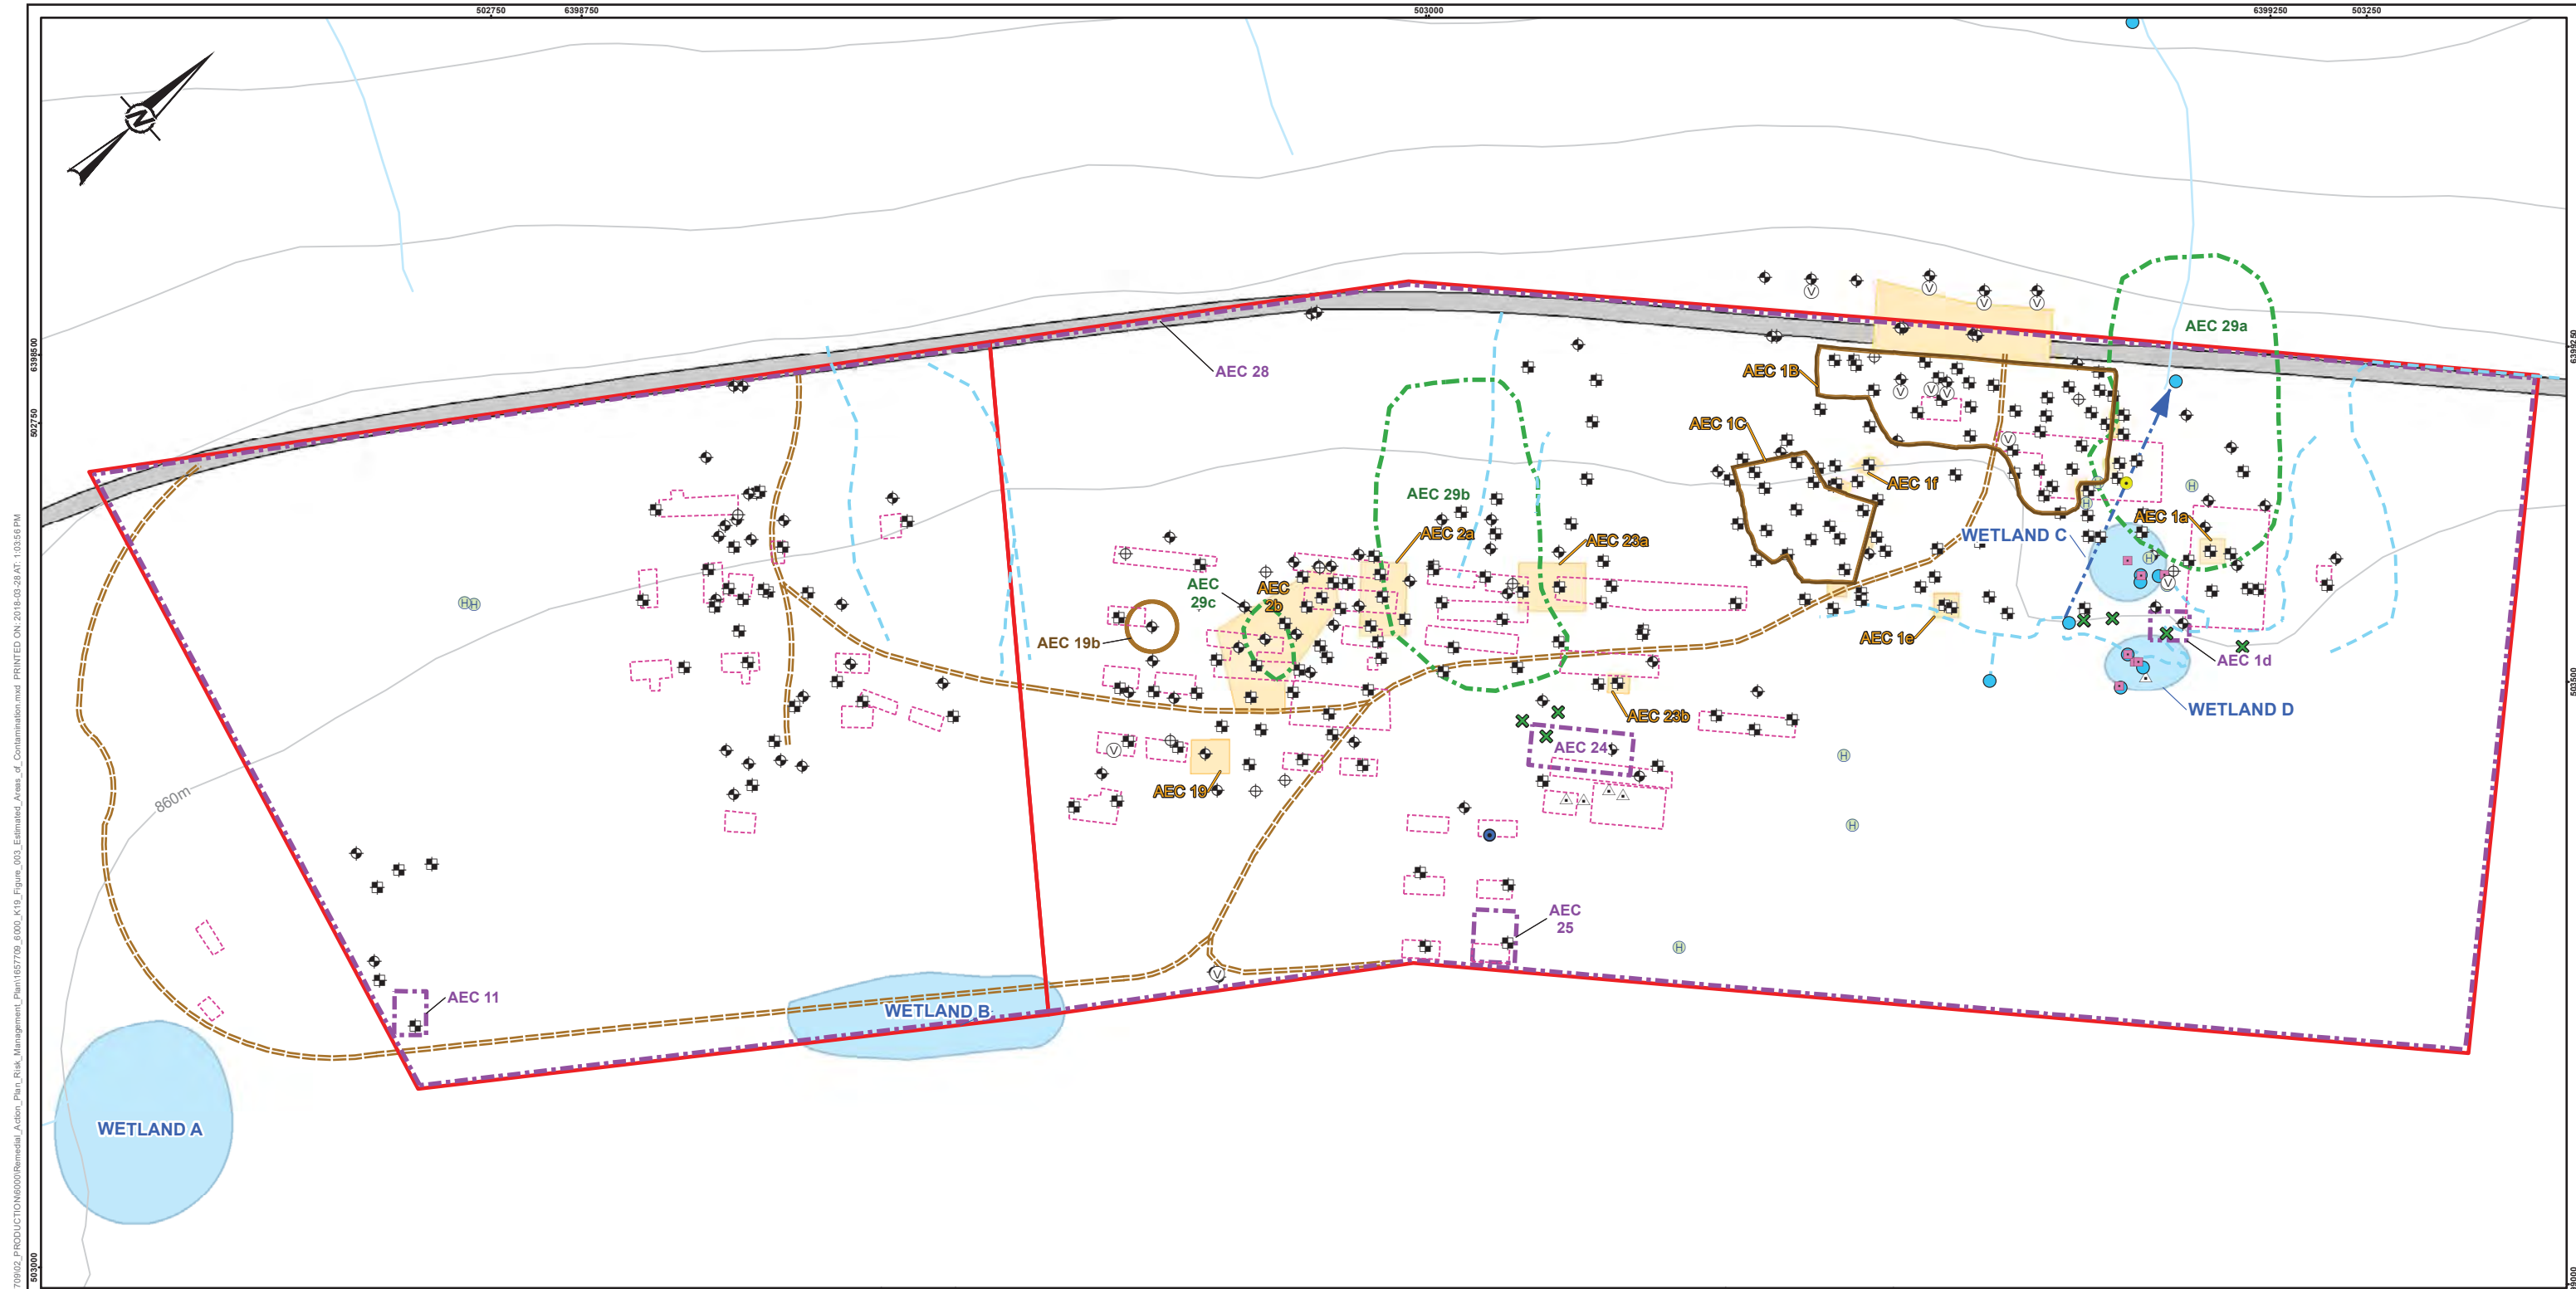 502750
6398750
503000
6399250
503250
N
AEC 29a
6398500
6399250
AEC 28
AEC 1B
502750
AEC 1C
AEC 1f
AEC 29b
AEC 1a
AEC 2a
WETLAND C
AEC 23a
AEC
29c
AEC
2b
AEC 19b
AEC 1e
AEC 1d
WETLAND D
AEC 23b
AEC 24
AEC 19
860m
AEC
25
AEC 11
WETLAND B
WETLAND A
503000